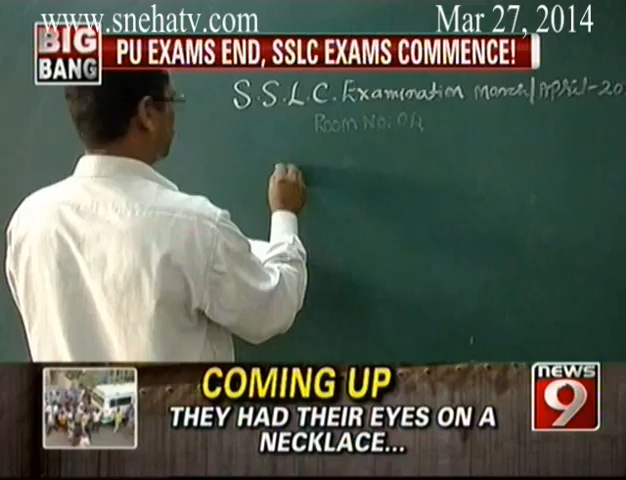 www.snehatv.com
Mar 27, 2014
BIG BANG
PU EXAMS END, SSLC EXAMS COMMENCE!
S.S.L.C. Examination March/April-20
Room No. 02
COMING UP
THEY HAD THEIR EYES ON A
NECKLACE...
NEWS
9